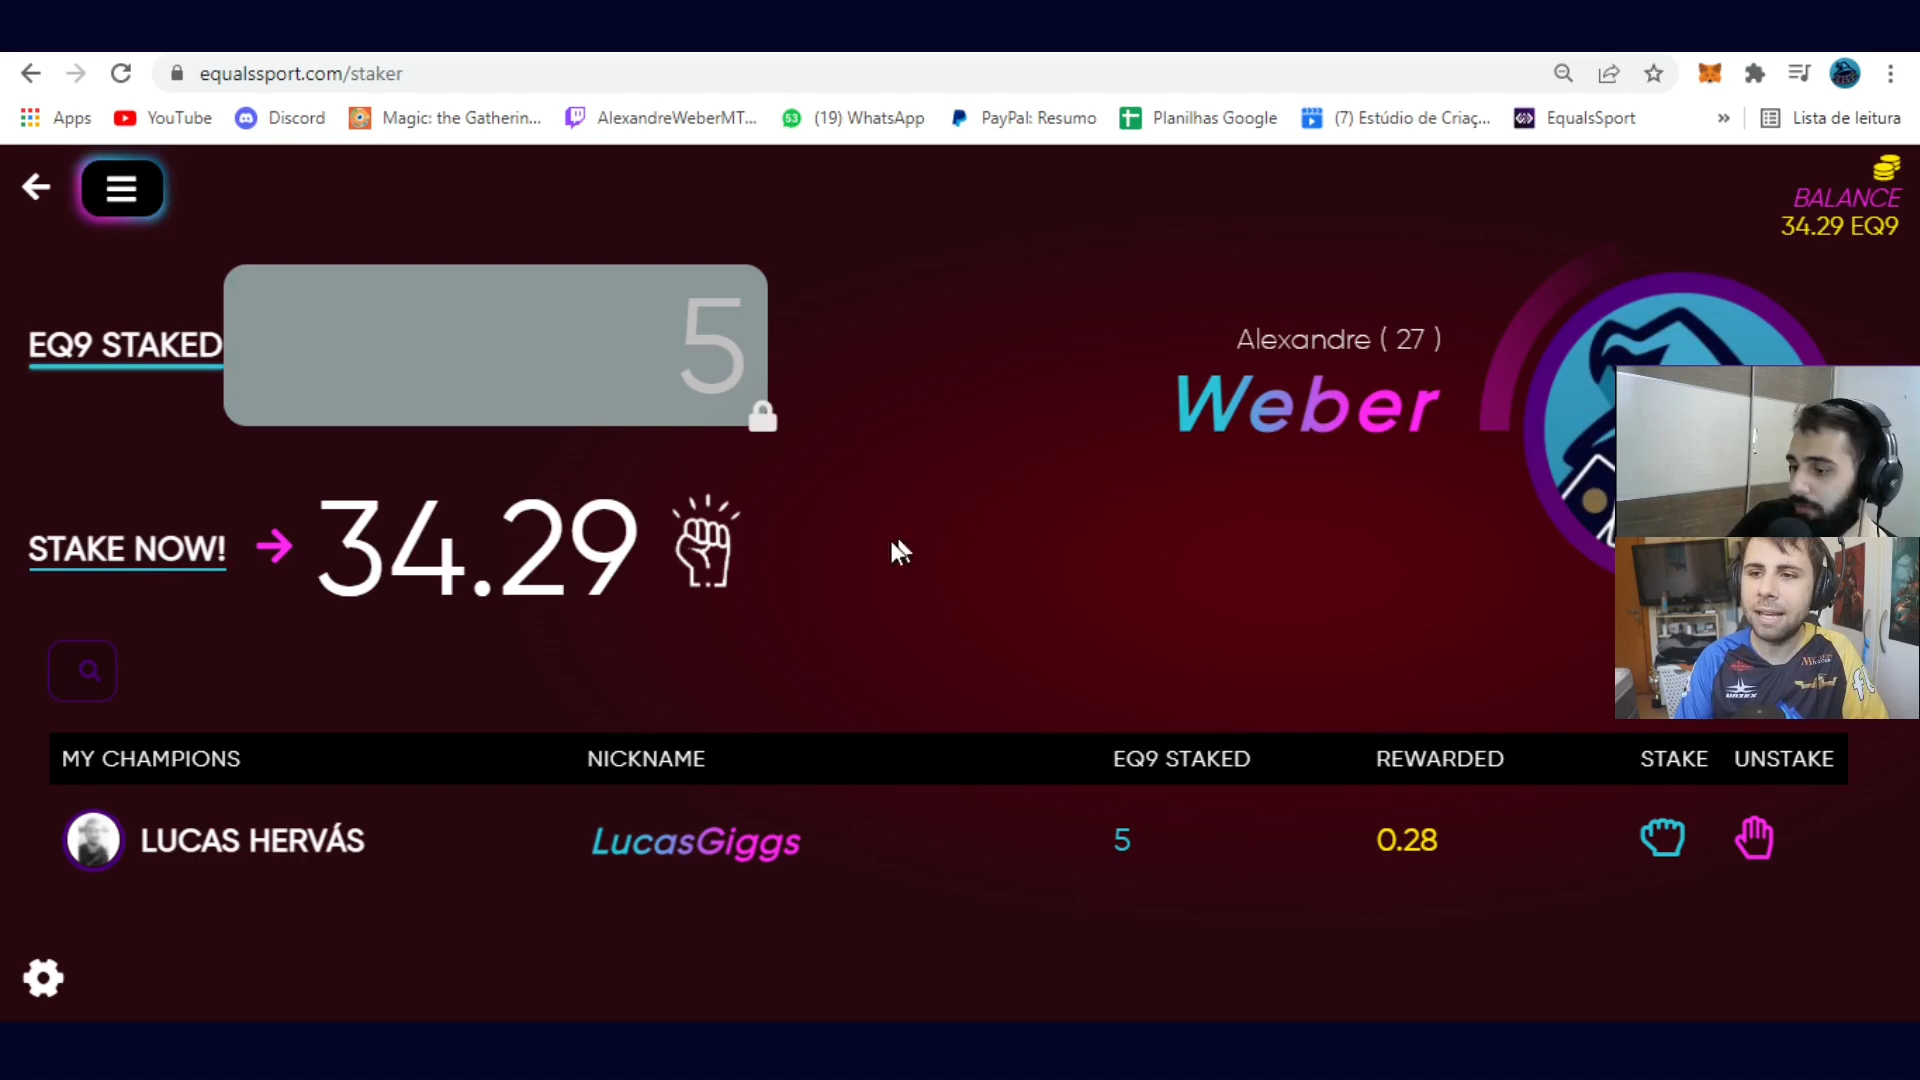 equalssport.com/staker
Apps YouTube Discord Magic: the Gatherin... AlexandreWeberMT... 53 (19) WhatsApp PayPal: Resumo Planilhas Google (7) Estúdio de Criaç... EqualsSport » Lista de leitura
BALANCE
34.29 EQ9
EQ9 STAKED 5
Alexandre ( 27 )
Weber
STAKE NOW! 34.29
MY CHAMPIONS NICKNAME EQ9 STAKED REWARDED STAKE UNSTAKE
LUCAS HERVÁS LucasGiggs 5 0.28
UNZEX